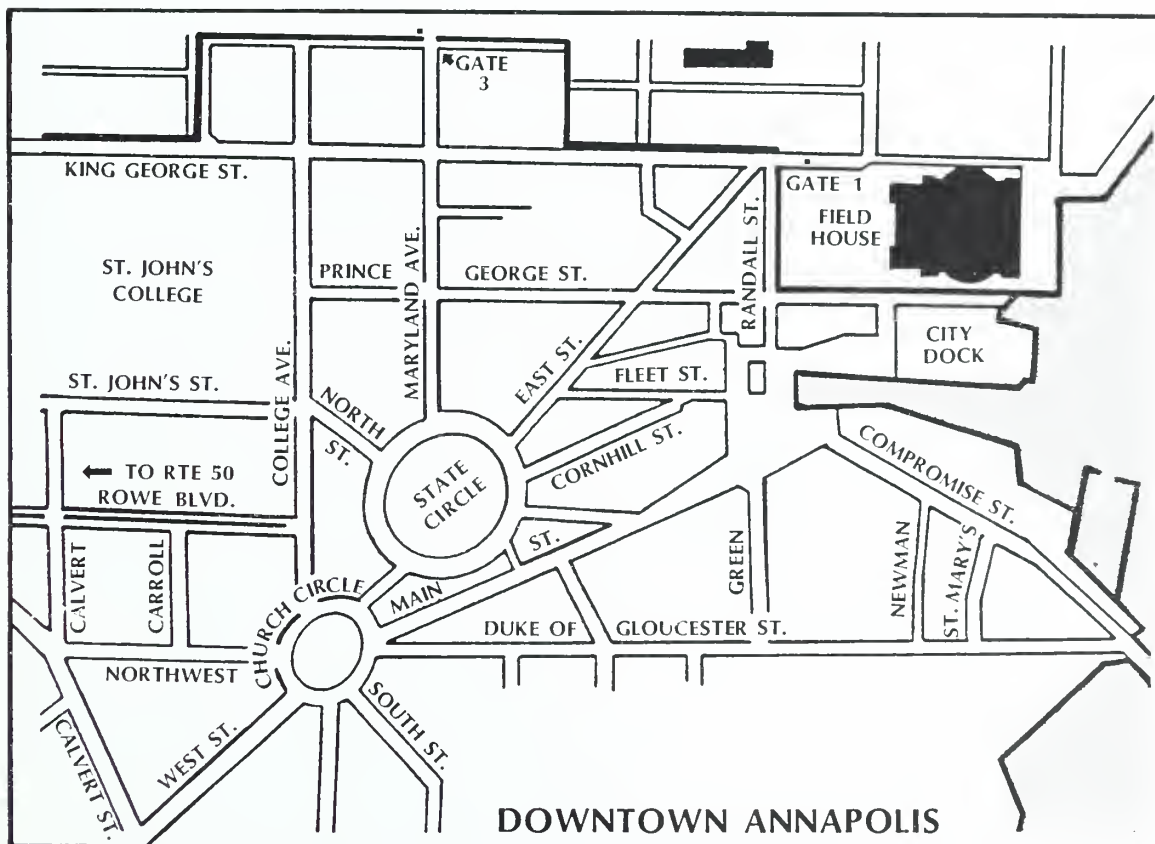 GATE
3
KING GEORGE ST.
GATE 1
FIELD
HOUSE
ST. JOHN'S
COLLEGE
PRINCE
GEORGE ST.
MARYLAND AVE.
RANDALL ST.
CITY
DOCK
ST. JOHN'S ST.
COLLEGE AVE.
NORTH
ST.
EAST ST.
FLEET ST.
CORNHILL ST.
COMPROMISE ST.
← TO RTE 50
ROWE BLVD.
STATE
CIRCLE
CALVERT
CARROLL
CHURCH CIRCLE
MAIN
ST.
GREEN
NEWMAN
ST. MARY'S
DUKE OF
GLOUCESTER ST.
NORTHWEST
WEST ST.
SOUTH ST.
CALVERT ST.
DOWNTOWN ANNAPOLIS